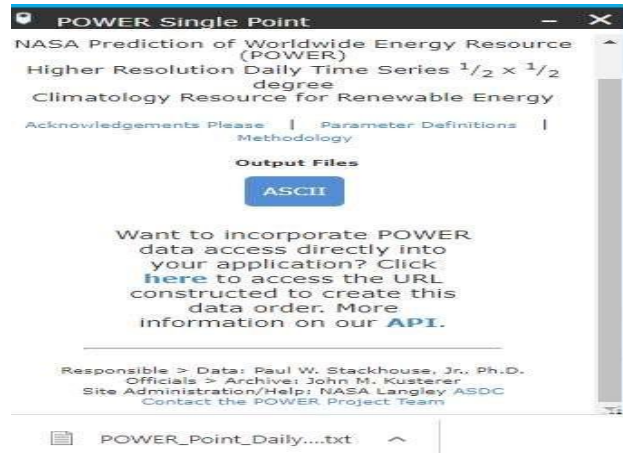 POWER Single Point
NASA Prediction of Worldwide Energy Resource
(POWER)
Higher Resolution Daily Time Series 1/2 x 1/2
degree
Climatology Resource for Renewable Energy
Acknowledgements Please | Parameter Definitions |
Methodology
Output Files
ASCII
Want to incorporate POWER
data access directly into
your application? Click
here to access the URL
constructed to create this
data order. More
information on our API.
Responsible > Data: Paul W. Stackhouse, Jr., Ph.D.
Officials > Archive: John M. Kusterer
Site Administration/Help: NASA Langley ASDC
Contact the POWER Project Team
POWER_Point_Daily....txt